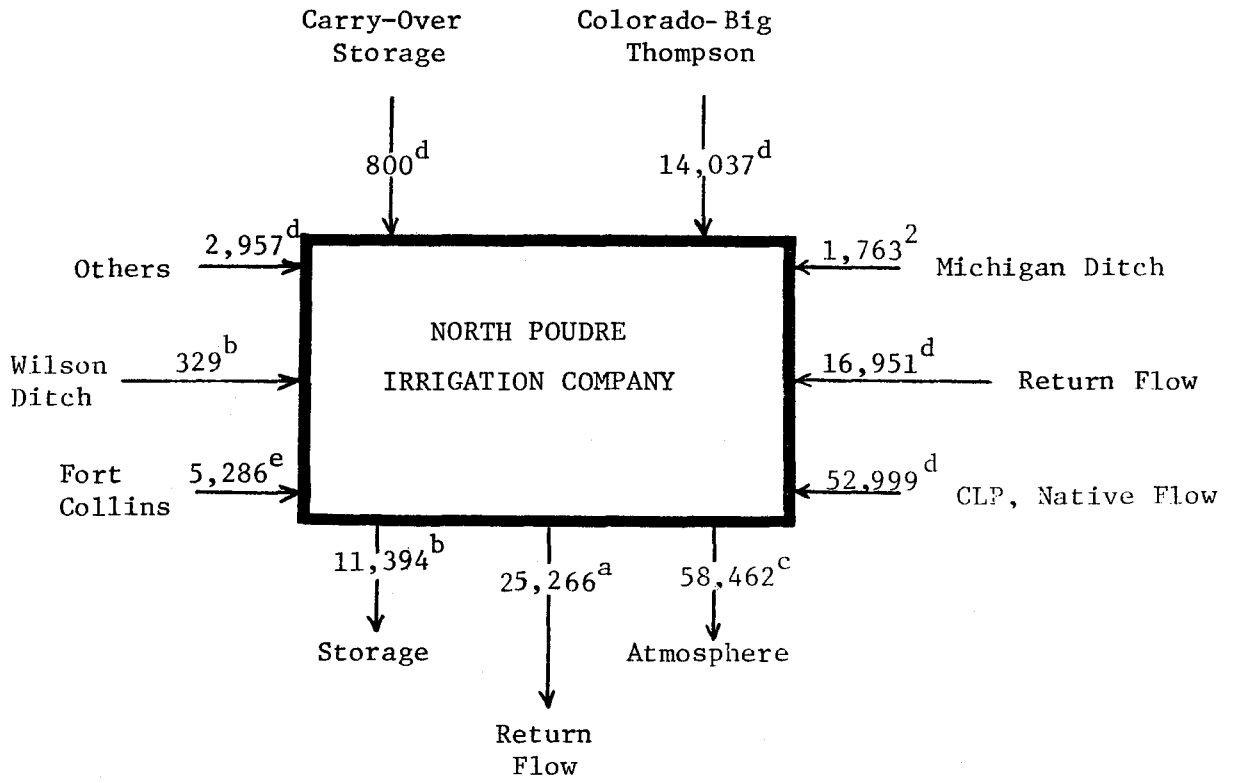 Carry-Over
Storage
Colorado-Big
Thompson
800d
14,037d
Others
2,957d
1,763²
Michigan Ditch
NORTH POUDRE
IRRIGATION COMPANY
Wilson
Ditch
329b
16,951d
Return Flow
Fort
Collins
5,286e
52,999d
CLP, Native Flow
11,394b
25,266a
58,462c
Storage
Atmosphere
Return
Flow